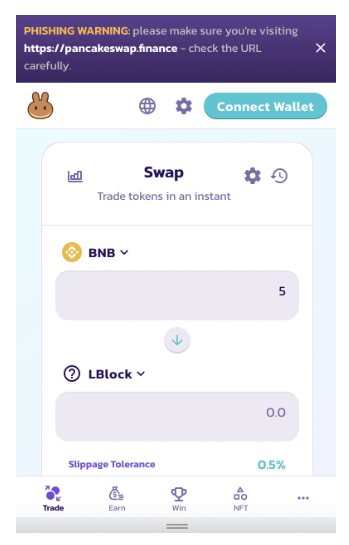 PHISHING WARNING: please make sure you're visiting
https://pancakeswap.finance - check the URL
carefully.
Connect Wallet
Swap
Trade tokens in an instant
BNB
5
LBlock
0.0
Slippage Tolerance
0.5%
Trade
Earn
Win
NFT